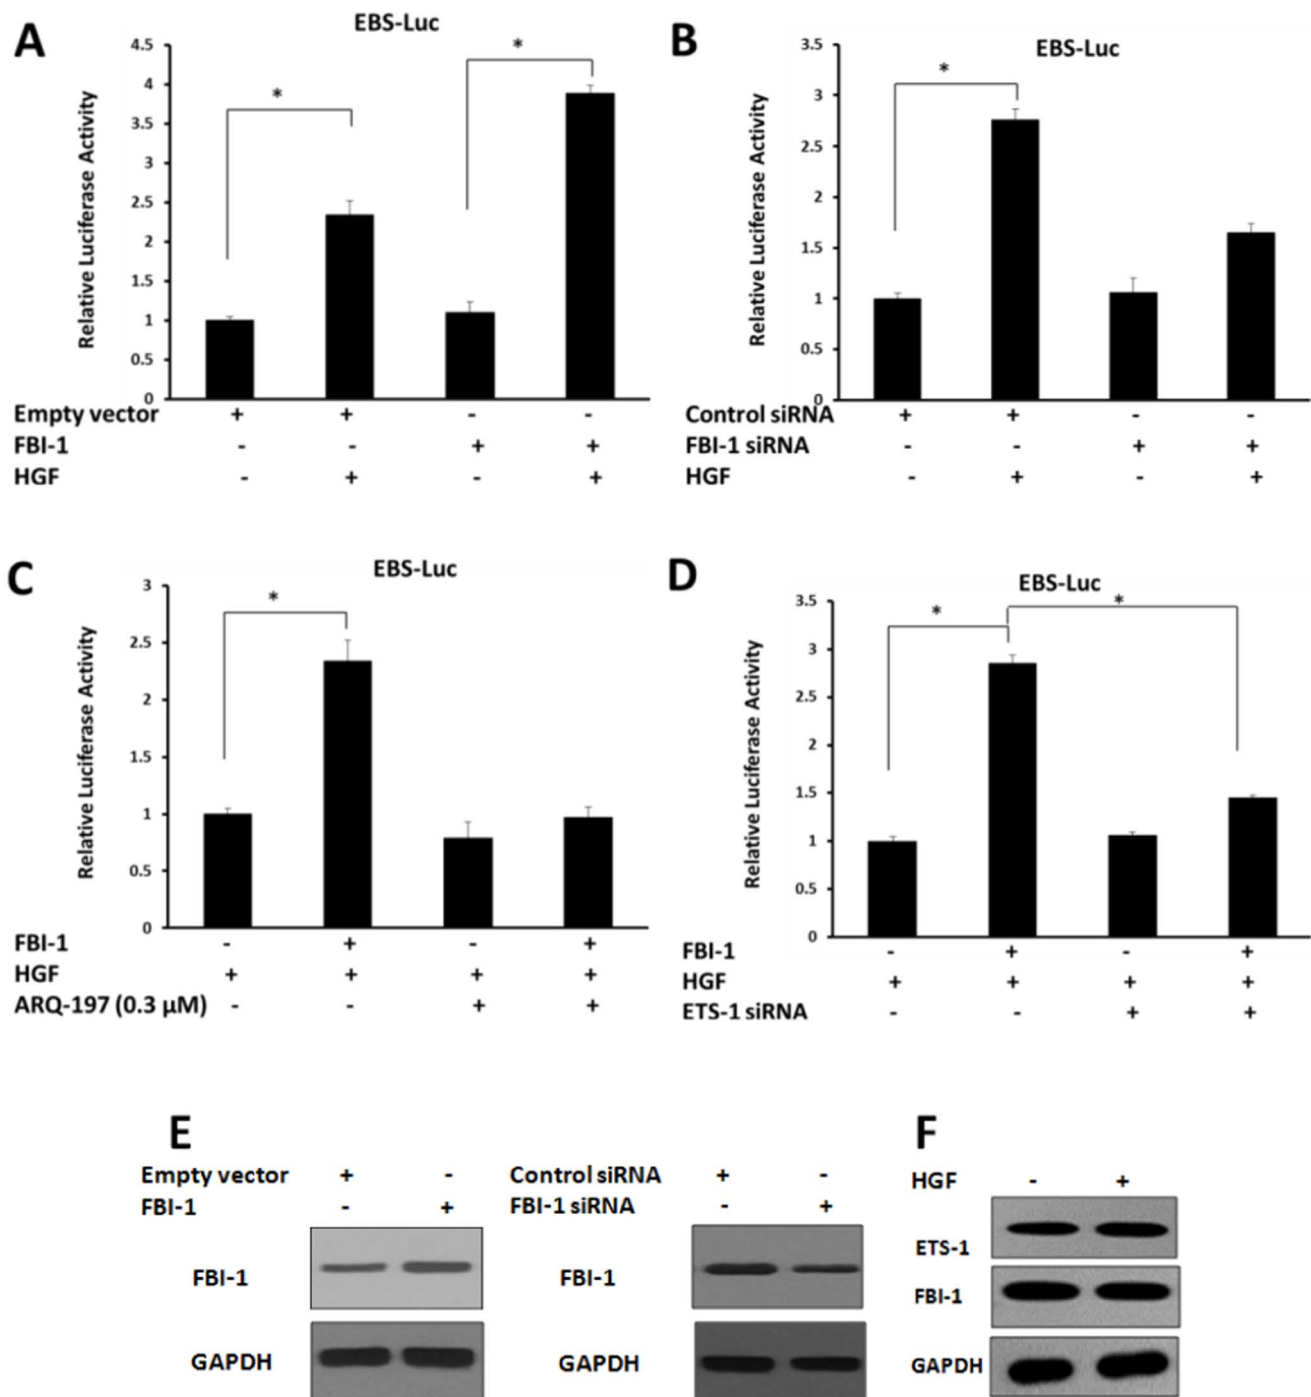 A
EBS-Luc
Relative Luciferase Activity
4.5
4
3.5
3
2.5
2
1.5
1
0.5
0
*
*
Empty vector + + - -
FBI-1 - - + +
HGF - + - +
B
EBS-Luc
Relative Luciferase Activity
3.5
3
2.5
2
1.5
1
0.5
0
*
Control siRNA + + - -
FBI-1 siRNA - - + +
HGF - + - +
C
EBS-Luc
Relative Luciferase Activity
3
2.5
2
1.5
1
0.5
0
*
FBI-1 - + - +
HGF + + + +
ARQ-197 (0.3 µM) - - + +
D
EBS-Luc
Relative Luciferase Activity
3.5
3
2.5
2
1.5
1
0.5
0
*
*
FBI-1 - + - +
HGF + + + +
ETS-1 siRNA - - + +
E
Empty vector + -
FBI-1 - +
FBI-1
GAPDH
Control siRNA + -
FBI-1 siRNA - +
FBI-1
GAPDH
F
HGF - +
ETS-1
FBI-1
GAPDH